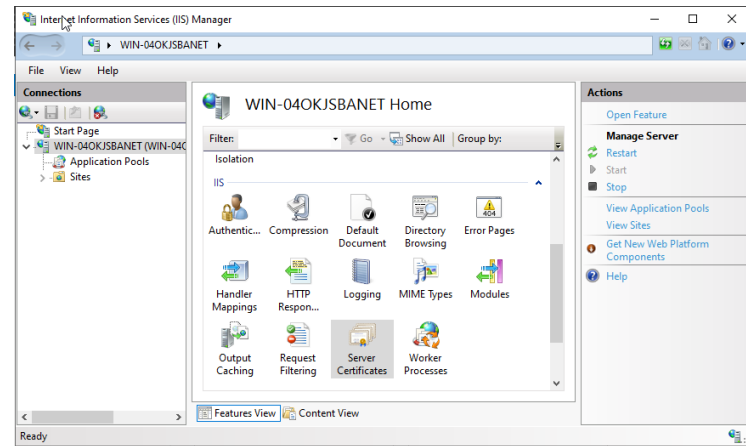 Internet Information Services (IIS) Manager
WIN-04OKJSBANET
File View Help
Connections
Start Page
WIN-04OKJSBANET (WIN-04O
Application Pools
Sites
WIN-04OKJSBANET Home
Filter: Go Show All Group by:
Isolation
IIS
Authentic... Compression Default Document Directory Browsing Error Pages
404
Handler Mappings HTTP Respon... Logging MIME Types Modules
Output Caching Request Filtering Server Certificates Worker Processes
Features View Content View
Actions
Open Feature
Manage Server
Restart
Start
Stop
View Application Pools
View Sites
Get New Web Platform
Components
Help
Ready